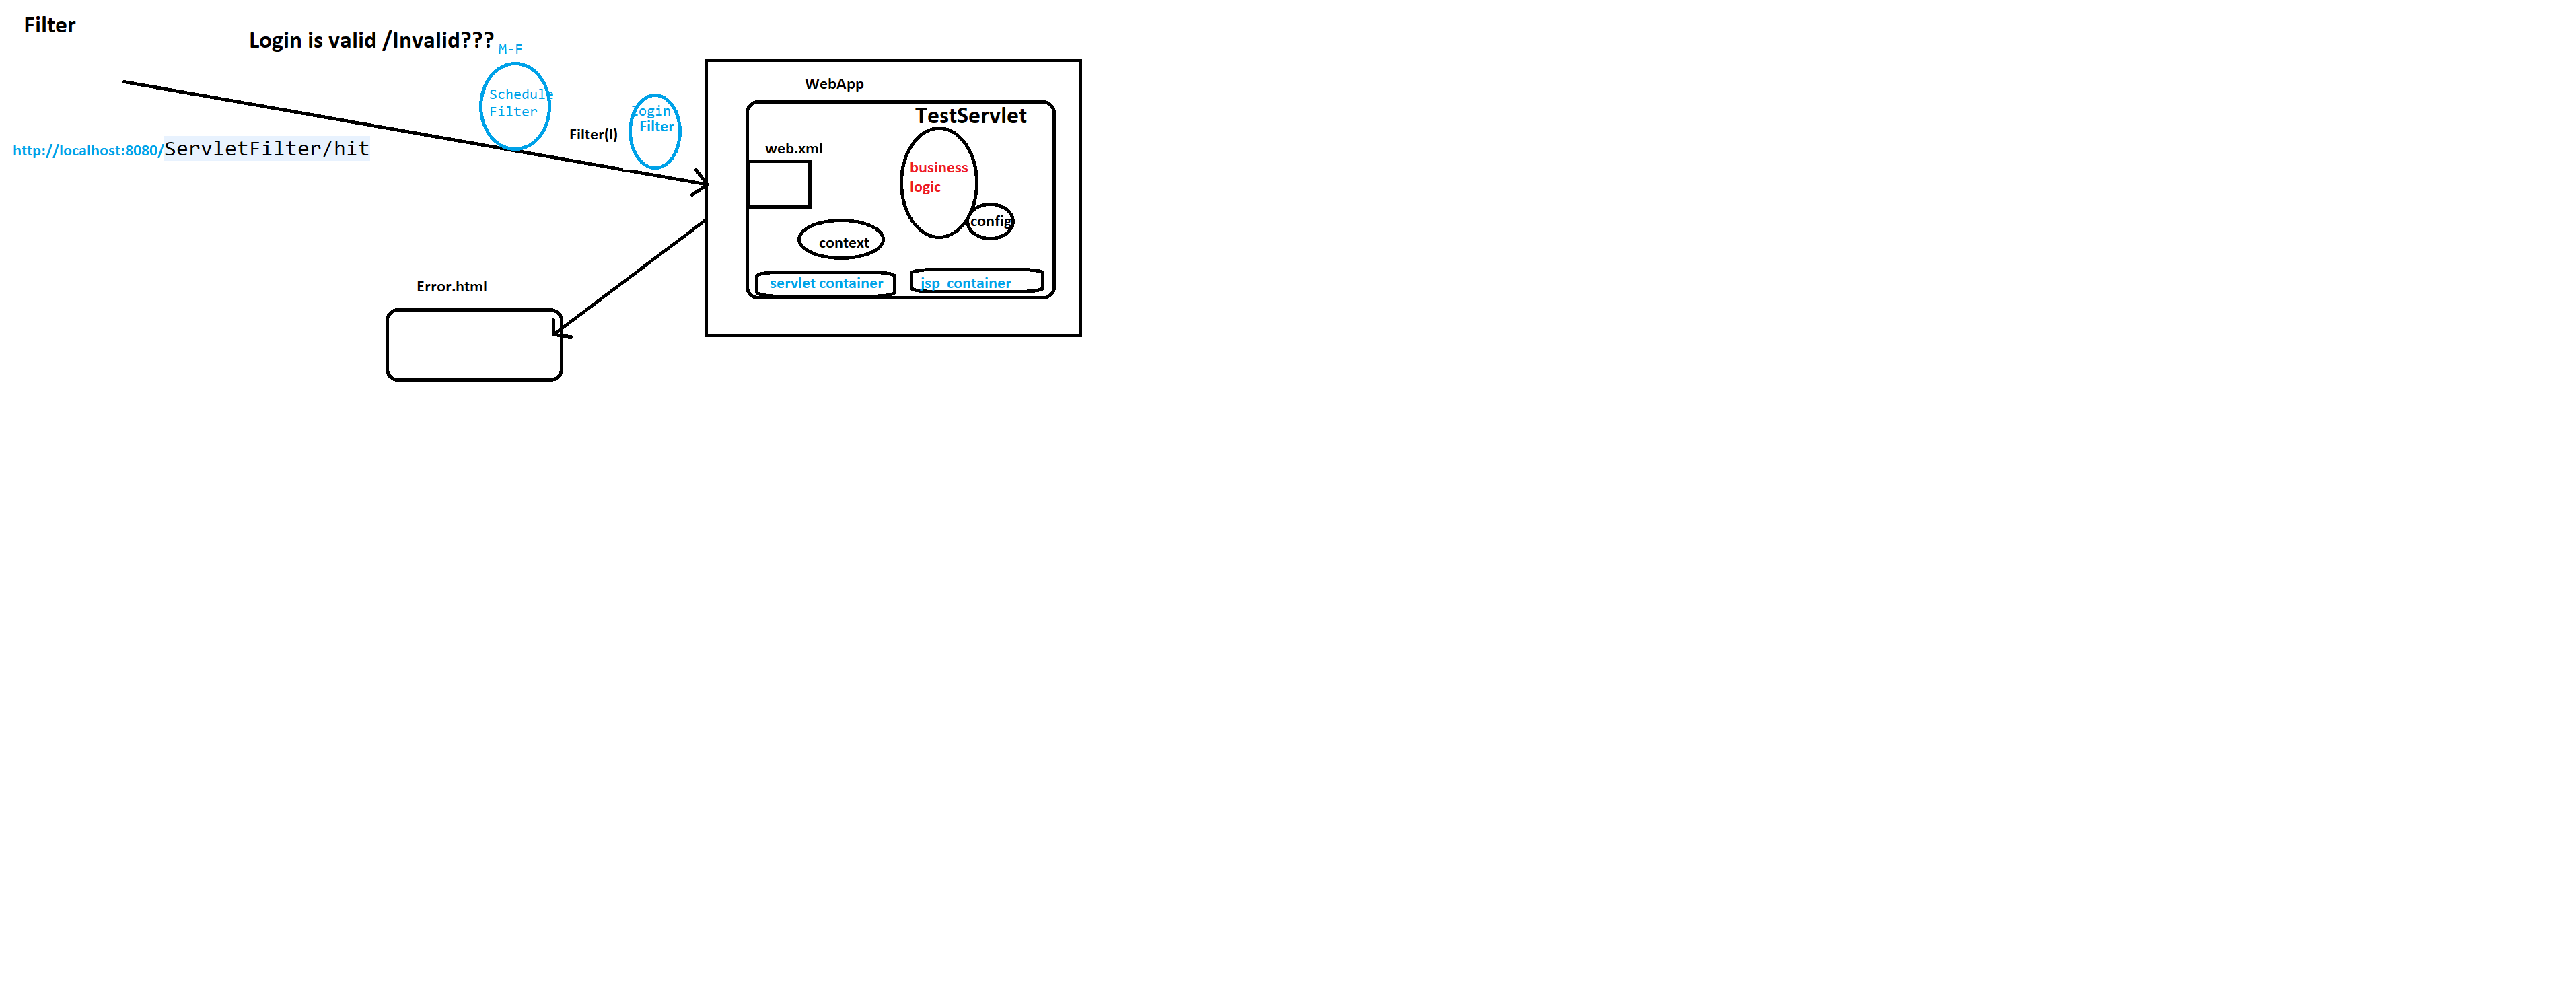 Filter
Login is valid /Invalid???
M-F
Schedule
Filter
Filter(I)
login
Filter
http://localhost:8080/ServletFilter/hit
WebApp
TestServlet
web.xml
business
logic
config
context
servlet container
jsp container
Error.html